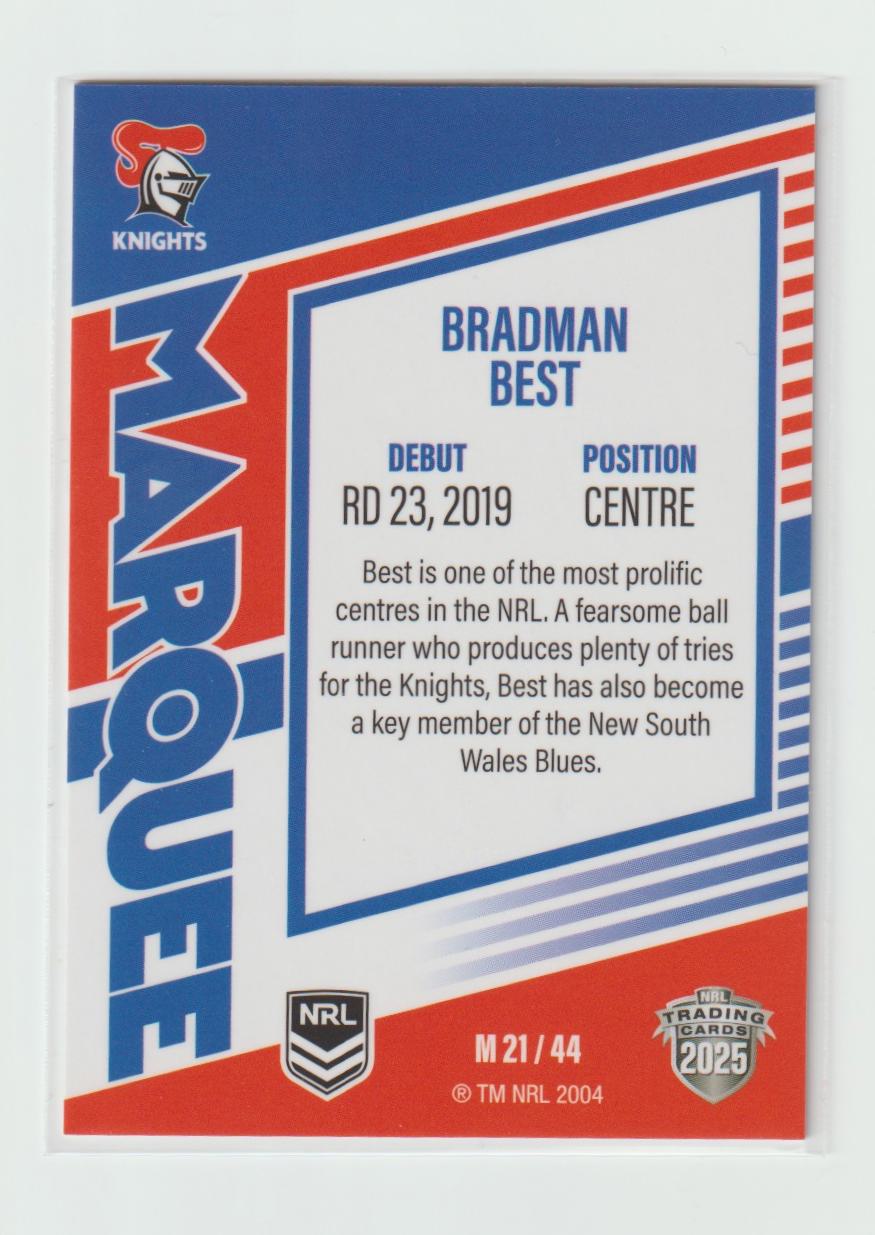 KNIGHTS
MARQUEE
BRADMAN
BEST
DEBUT
RD 23, 2019
POSITION
CENTRE
Best is one of the most prolific
centres in the NRL. A fearsome ball
runner who produces plenty of tries
for the Knights, Best has also become
a key member of the New South
Wales Blues.
NRL
M 21 / 44
® TM NRL 2004
NRL
TRADING
CARDS
2025